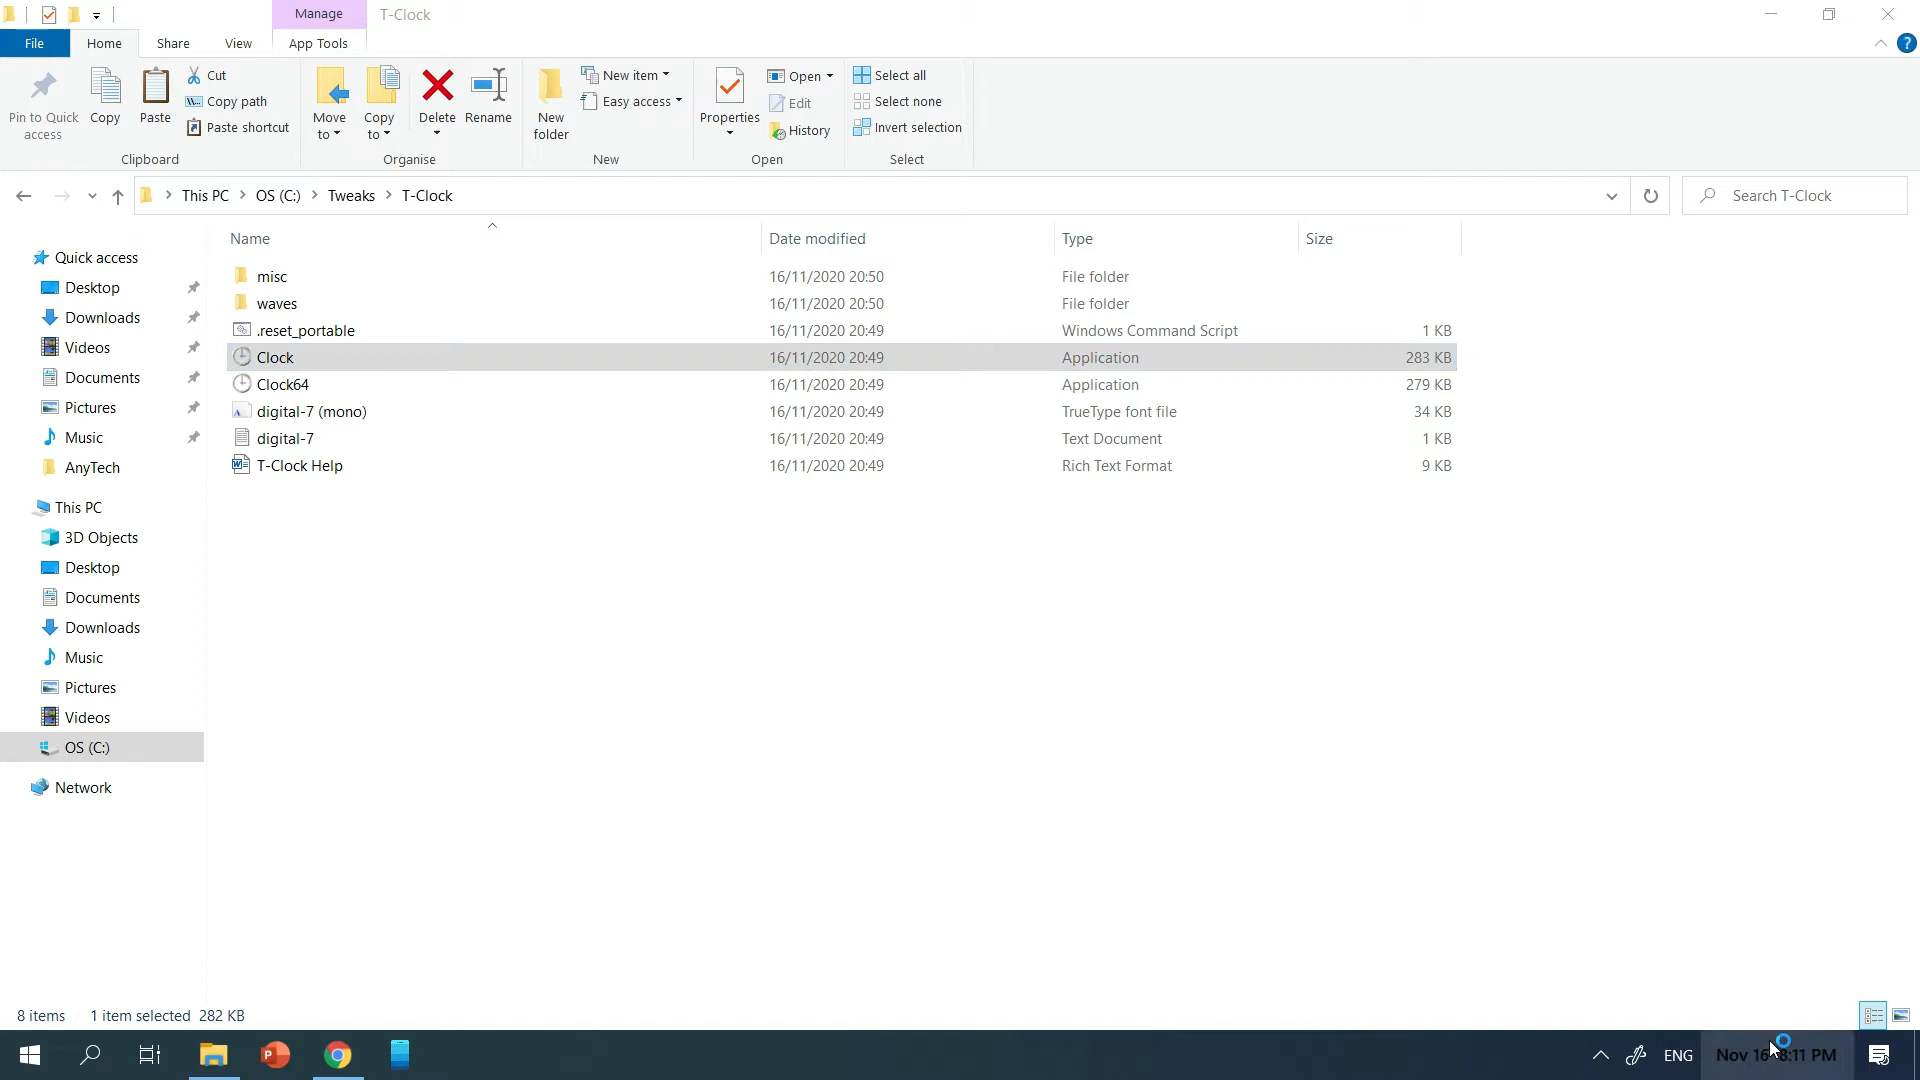 Manage
T-Clock
File
Home
Share
View
App Tools
Pin to Quick access
Copy
Paste
Cut
Copy path
Paste shortcut
Clipboard
Move to
Copy to
Delete
Rename
Organise
New folder
New item
Easy access
New
Properties
Open
Edit
History
Open
Select all
Select none
Invert selection
Select
This PC
OS (C:)
Tweaks
T-Clock
Search T-Clock
Name
Date modified
Type
Size
misc 16/11/2020 20:50 File folder
waves 16/11/2020 20:50 File folder
.reset_portable 16/11/2020 20:49 Windows Command Script 1 KB
Clock 16/11/2020 20:49 Application 283 KB
Clock64 16/11/2020 20:49 Application 279 KB
digital-7 (mono) 16/11/2020 20:49 TrueType font file 34 KB
digital-7 16/11/2020 20:49 Text Document 1 KB
T-Clock Help 16/11/2020 20:49 Rich Text Format 9 KB
Quick access
Desktop
Downloads
Videos
Documents
Pictures
Music
AnyTech
This PC
3D Objects
Desktop
Documents
Downloads
Music
Pictures
Videos
OS (C:)
Network
8 items 1 item selected 282 KB
ENG
Nov 16 8:11 PM